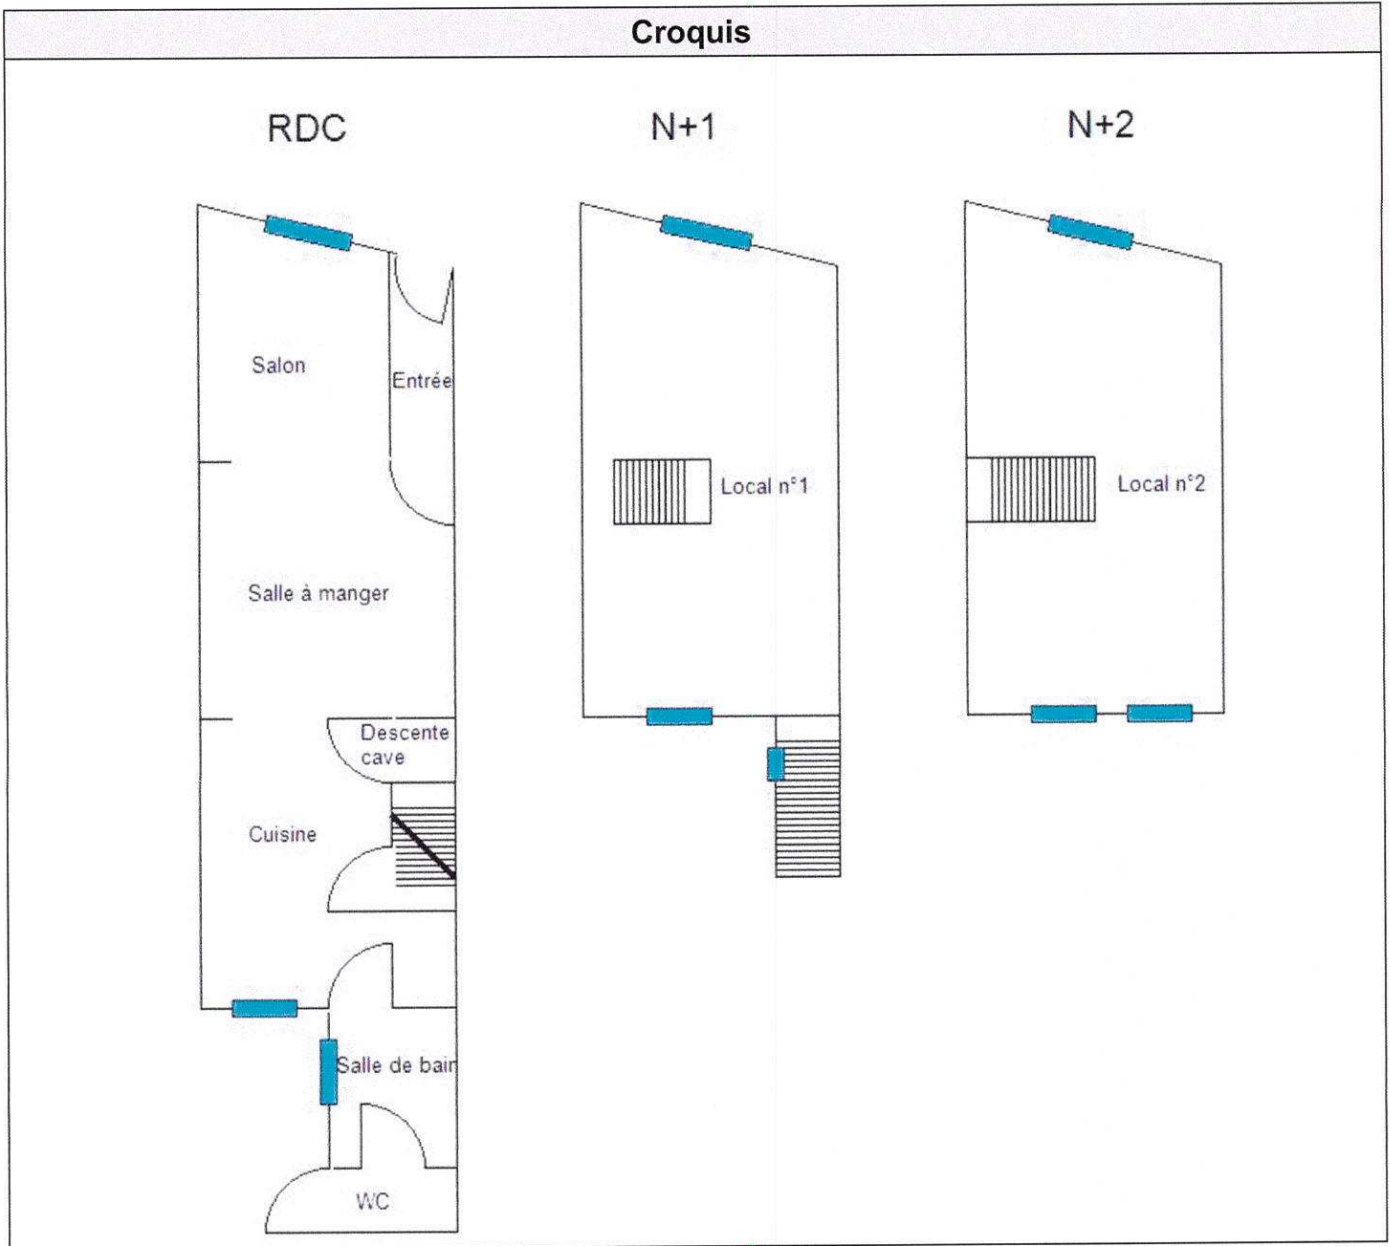 Croquis
RDC
N+1
N+2
Salon
Entrée
Local n°1
Local n°2
Salle à manger
Descente
cave
Cuisine
Salle de bain
WC